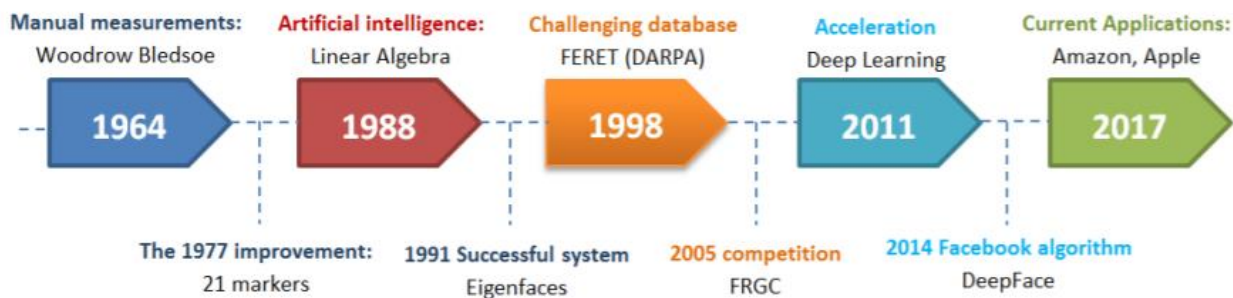 Manual measurements:
Woodrow Bledsoe
1964
Artificial intelligence:
Linear Algebra
1988
Challenging database
FERET (DARPA)
1998
Acceleration
Deep Learning
2011
Current Applications:
Amazon, Apple
2017
The 1977 improvement:
21 markers
1991 Successful system
Eigenfaces
2005 competition
FRGC
2014 Facebook algorithm
DeepFace